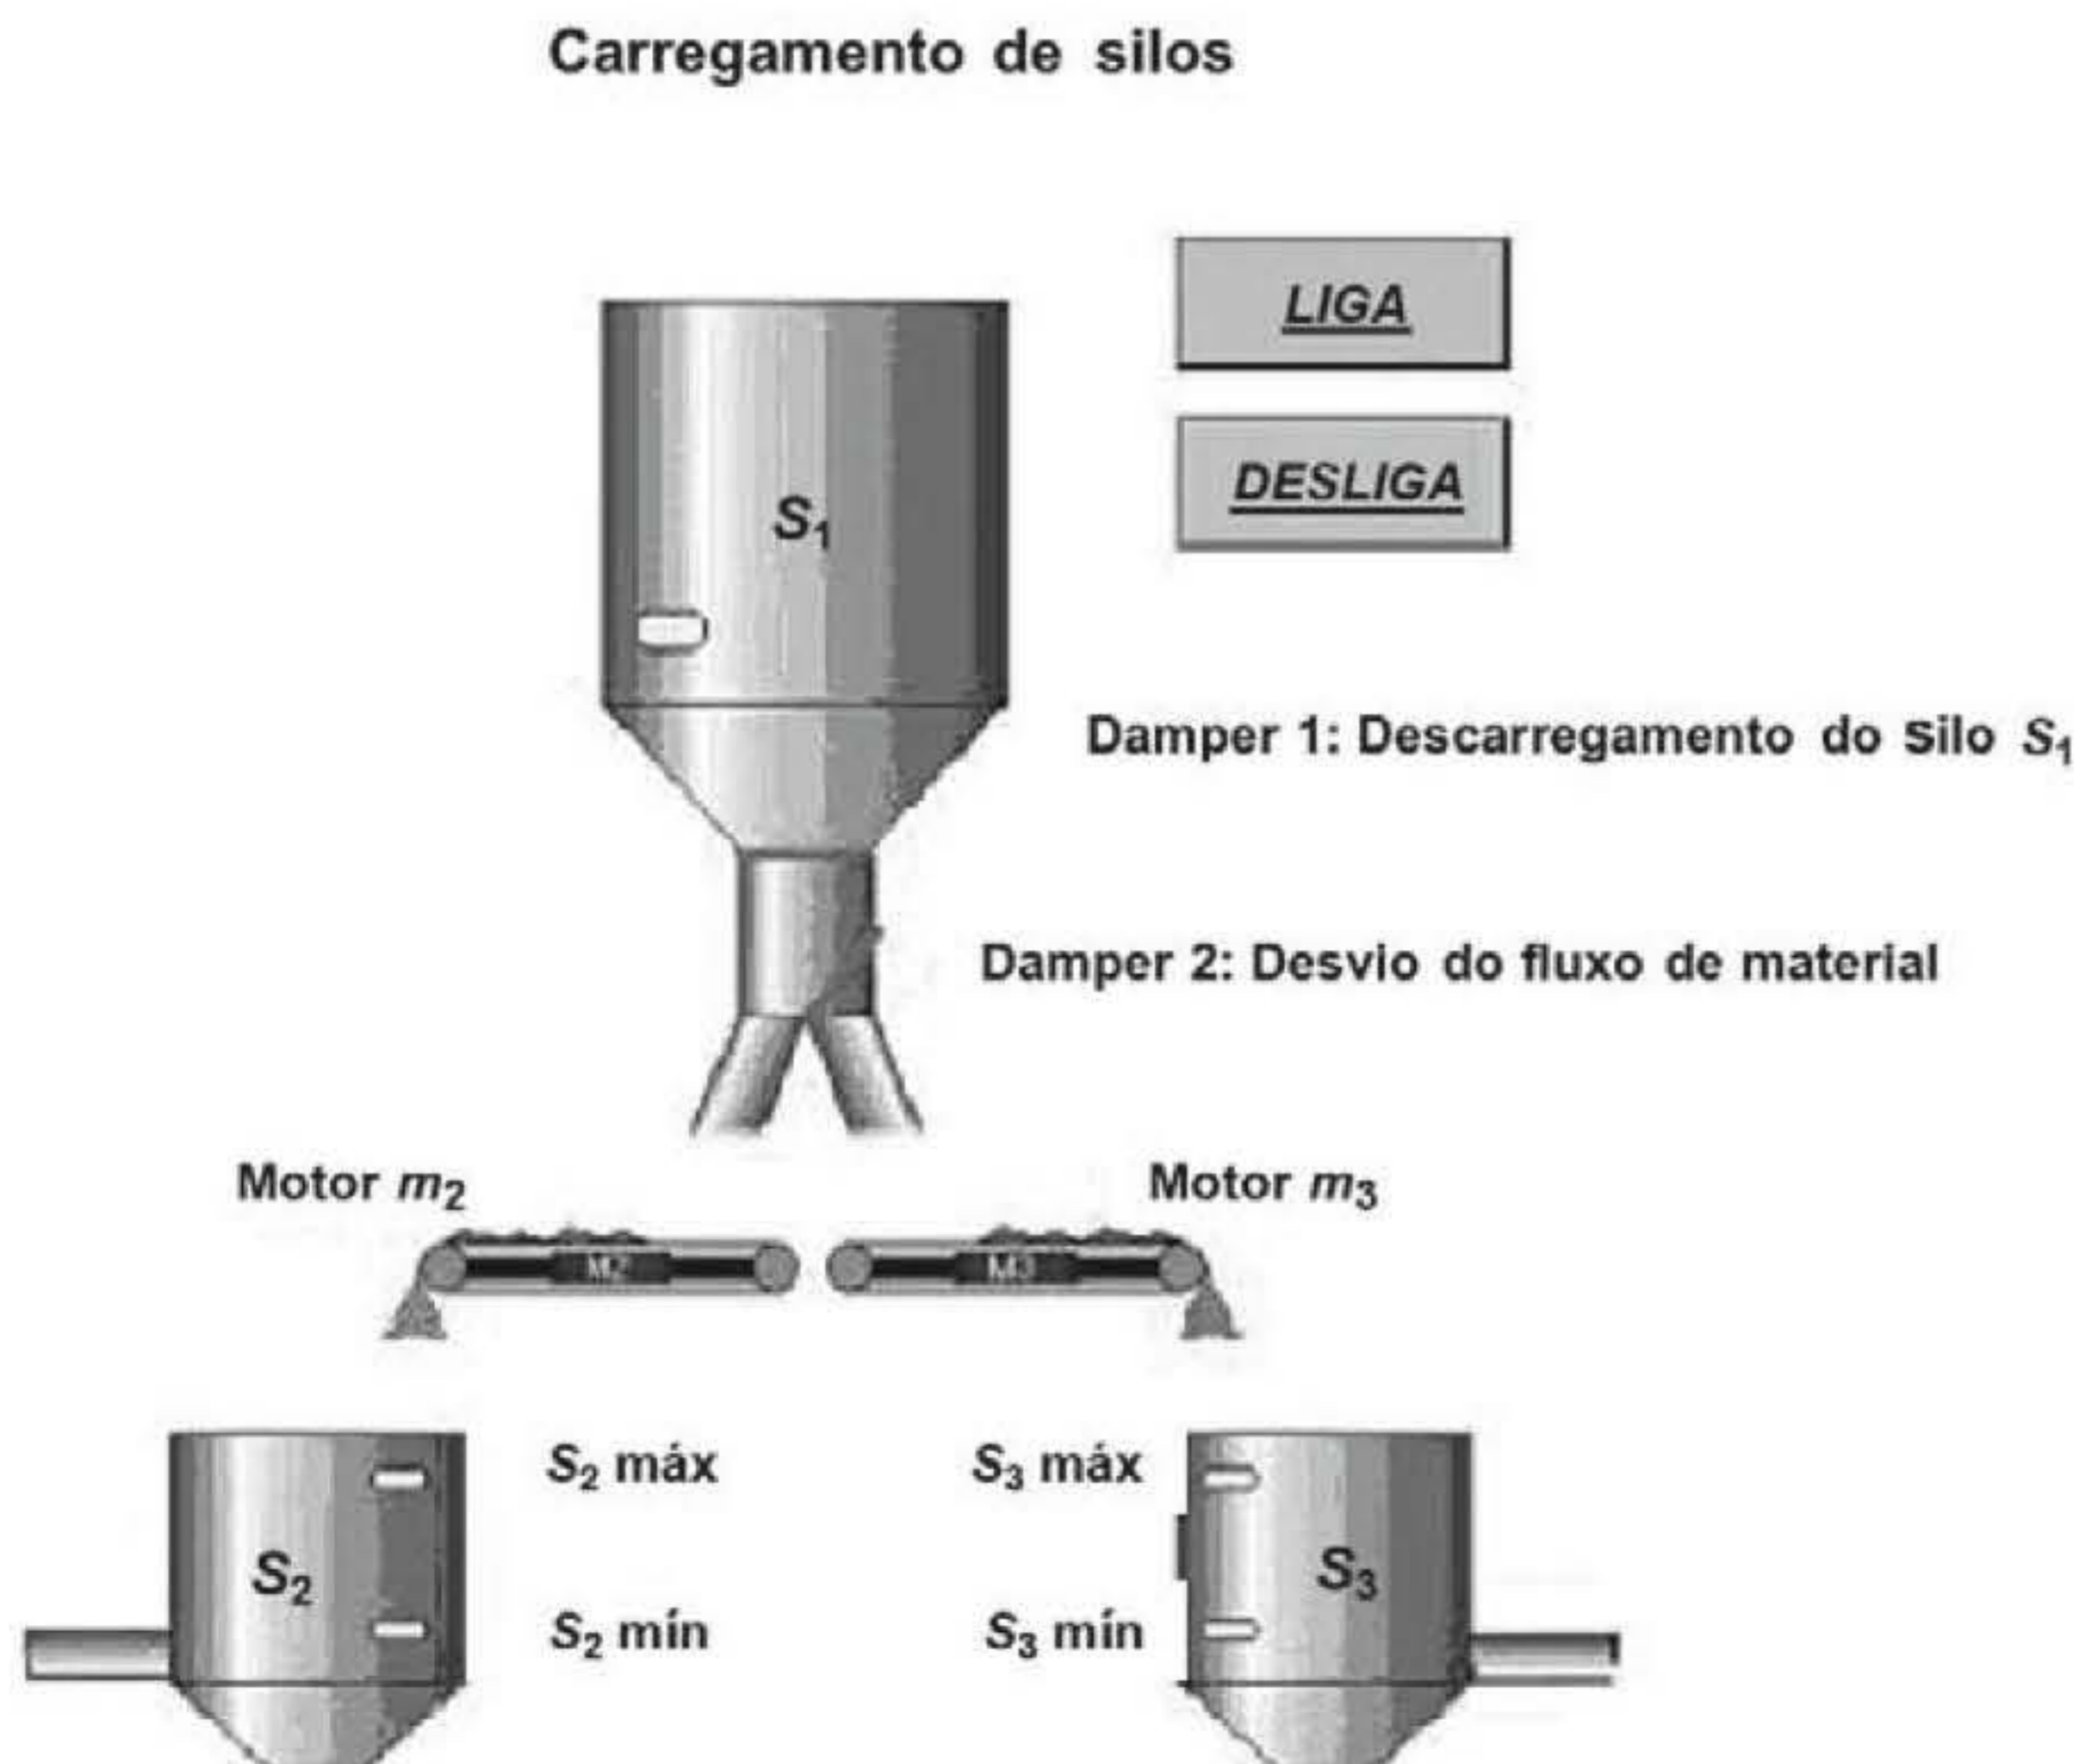 Carregamento de silos
LIGA
DESLIGA
S₁
Damper 1: Descarregamento do Silo S₁
Damper 2: Desvio do fluxo de material
Motor m₂
Motor m₃
M2
M3
S₂ máx
S₃ máx
S₂
S₃
S₂ mín
S₃ mín